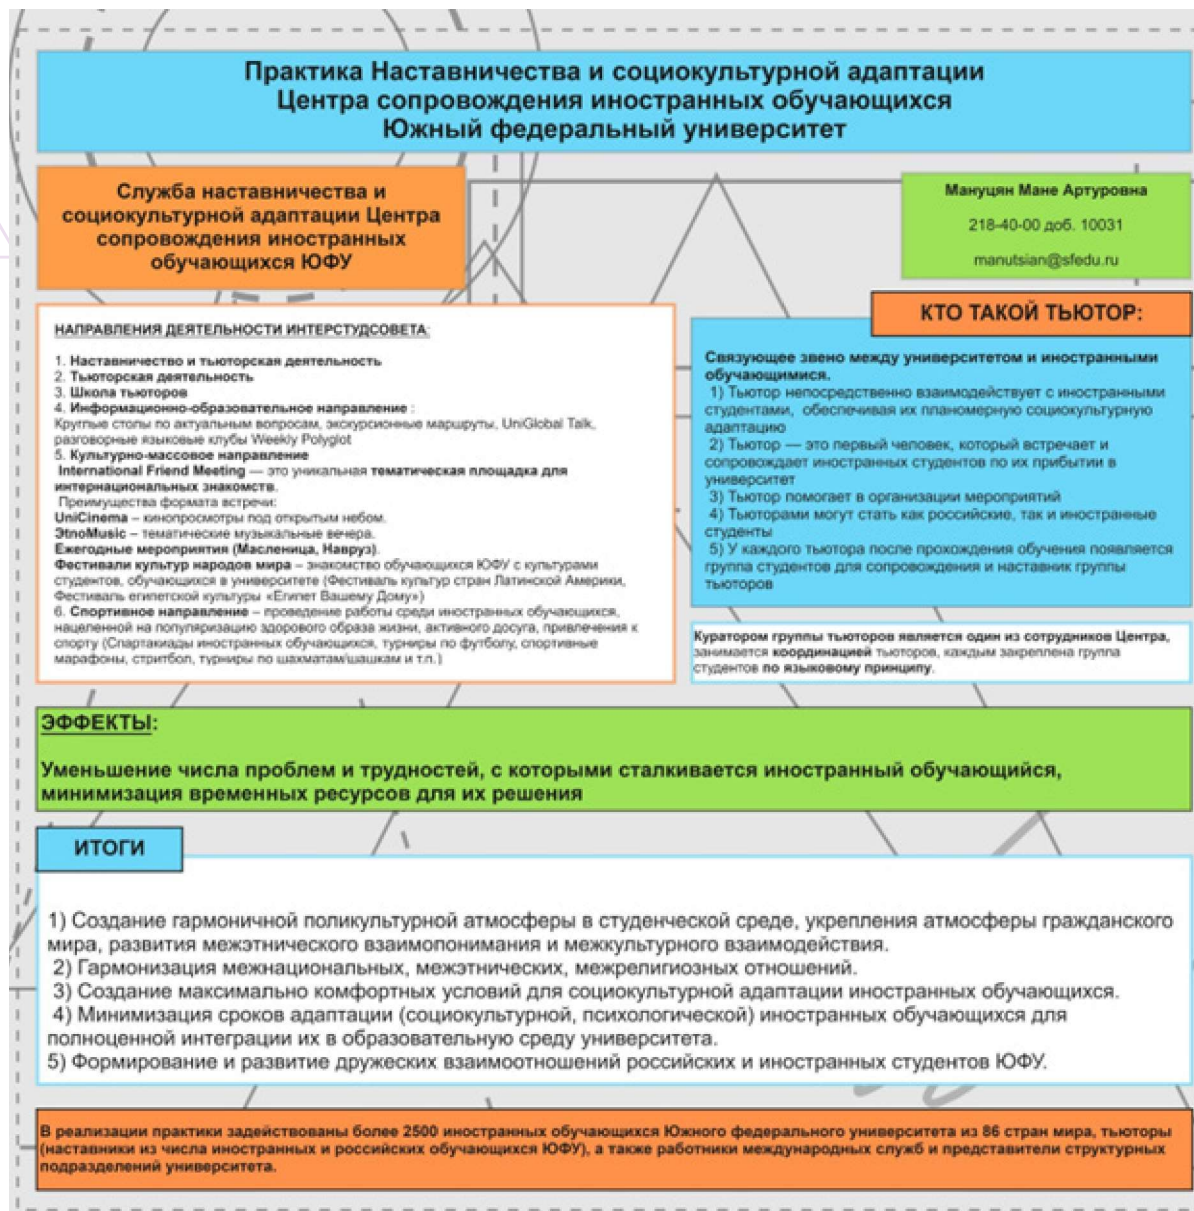 Практика Наставничества и социокультурной адаптации
Центра сопровождения иностранных обучающихся
Южный федеральный университет
Служба наставничества и
социокультурной адаптации Центра
сопровождения иностранных
обучающихся ЮФУ
Мануцян Мане Артуровна
218-40-00 доб. 10031
manutsian@sfedu.ru
НАПРАВЛЕНИЯ ДЕЯТЕЛЬНОСТИ ИНТЕРСТУДСОВЕТА:
1. Наставничество и тьюторская деятельность
2. Тьюторская деятельность
3. Школа тьюторов
4. Информационно-образовательное направление :
Круглые столы по актуальным вопросам, экскурсионные маршруты, UniGlobal Talk,
разговорные языковые клубы Weekly Polyglot
5. Культурно-массовое направление
International Friend Meeting — это уникальная тематическая площадка для
интернациональных знакомств.
Преимущества формата встречи:
UniCinema – кинопросмотры под открытым небом.
ЭtnoMusic – тематические музыкальные вечера.
Ежегодные мероприятия (Масленица, Навруз).
Фестивали культур народов мира – знакомство обучающихся ЮФУ с культурами
студентов, обучающихся в университете (Фестиваль культур стран Латинской Америки,
Фестиваль египетской культуры «Египет Вашему Дому»)
6. Спортивное направление – проведение работы среди иностранных обучающихся,
нацеленной на популяризацию здорового образа жизни, активного досуга, привлечения к
спорту (Спартакиады иностранных обучающихся, турниры по футболу, спортивные
марафоны, стритбол, турниры по шахматам/шашкам и т.п.)
КТО ТАКОЙ ТЬЮТОР:
Связующее звено между университетом и иностранными
обучающимися.
1) Тьютор непосредственно взаимодействует с иностранными
студентами, обеспечивая их планомерную социокультурную
адаптацию
2) Тьютор — это первый человек, который встречает и
сопровождает иностранных студентов по их прибытии в
университет
3) Тьютор помогает в организации мероприятий
4) Тьюторами могут стать как российские, так и иностранные
студенты
5) У каждого тьютора после прохождения обучения появляется
группа студентов для сопровождения и наставник группы
тьюторов
Куратором группы тьюторов является один из сотрудников Центра,
занимается координацией тьюторов, каждым закреплена группа
студентов по языковому принципу.
ЭФФЕКТЫ:
Уменьшение числа проблем и трудностей, с которыми сталкивается иностранный обучающийся,
минимизация временных ресурсов для их решения
ИТОГИ
1) Создание гармоничной поликультурной атмосферы в студенческой среде, укрепления атмосферы гражданского
мира, развития межэтнического взаимопонимания и межкультурного взаимодействия.
2) Гармонизация межнациональных, межэтнических, межрелигиозных отношений.
3) Создание максимально комфортных условий для социокультурной адаптации иностранных обучающихся.
4) Минимизация сроков адаптации (социокультурной, психологической) иностранных обучающихся для
полноценной интеграции их в образовательную среду университета.
5) Формирование и развитие дружеских взаимоотношений российских и иностранных студентов ЮФУ.
В реализации практики задействованы более 2500 иностранных обучающихся Южного федерального университета из 86 стран мира, тьюторы
(наставники из числа иностранных и российских обучающихся ЮФУ), а также работники международных служб и представители структурных
подразделений университета.